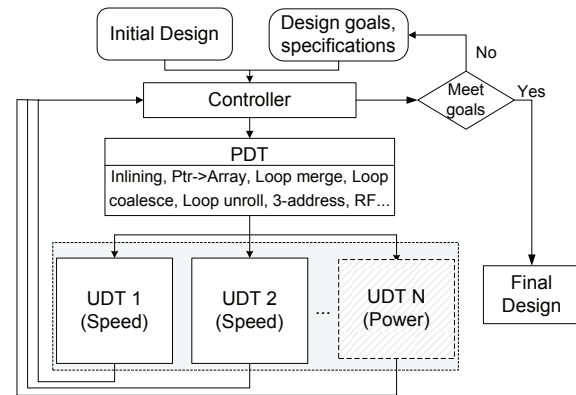 Initial Design
Design goals,
specifications
No
Controller
Meet
goals
Yes
PDT
Inlining, Ptr->Array, Loop merge, Loop
coalesce, Loop unroll, 3-address, RF...
UDT 1
(Speed)
UDT 2
(Speed)
...
UDT N
(Power)
Final
Design